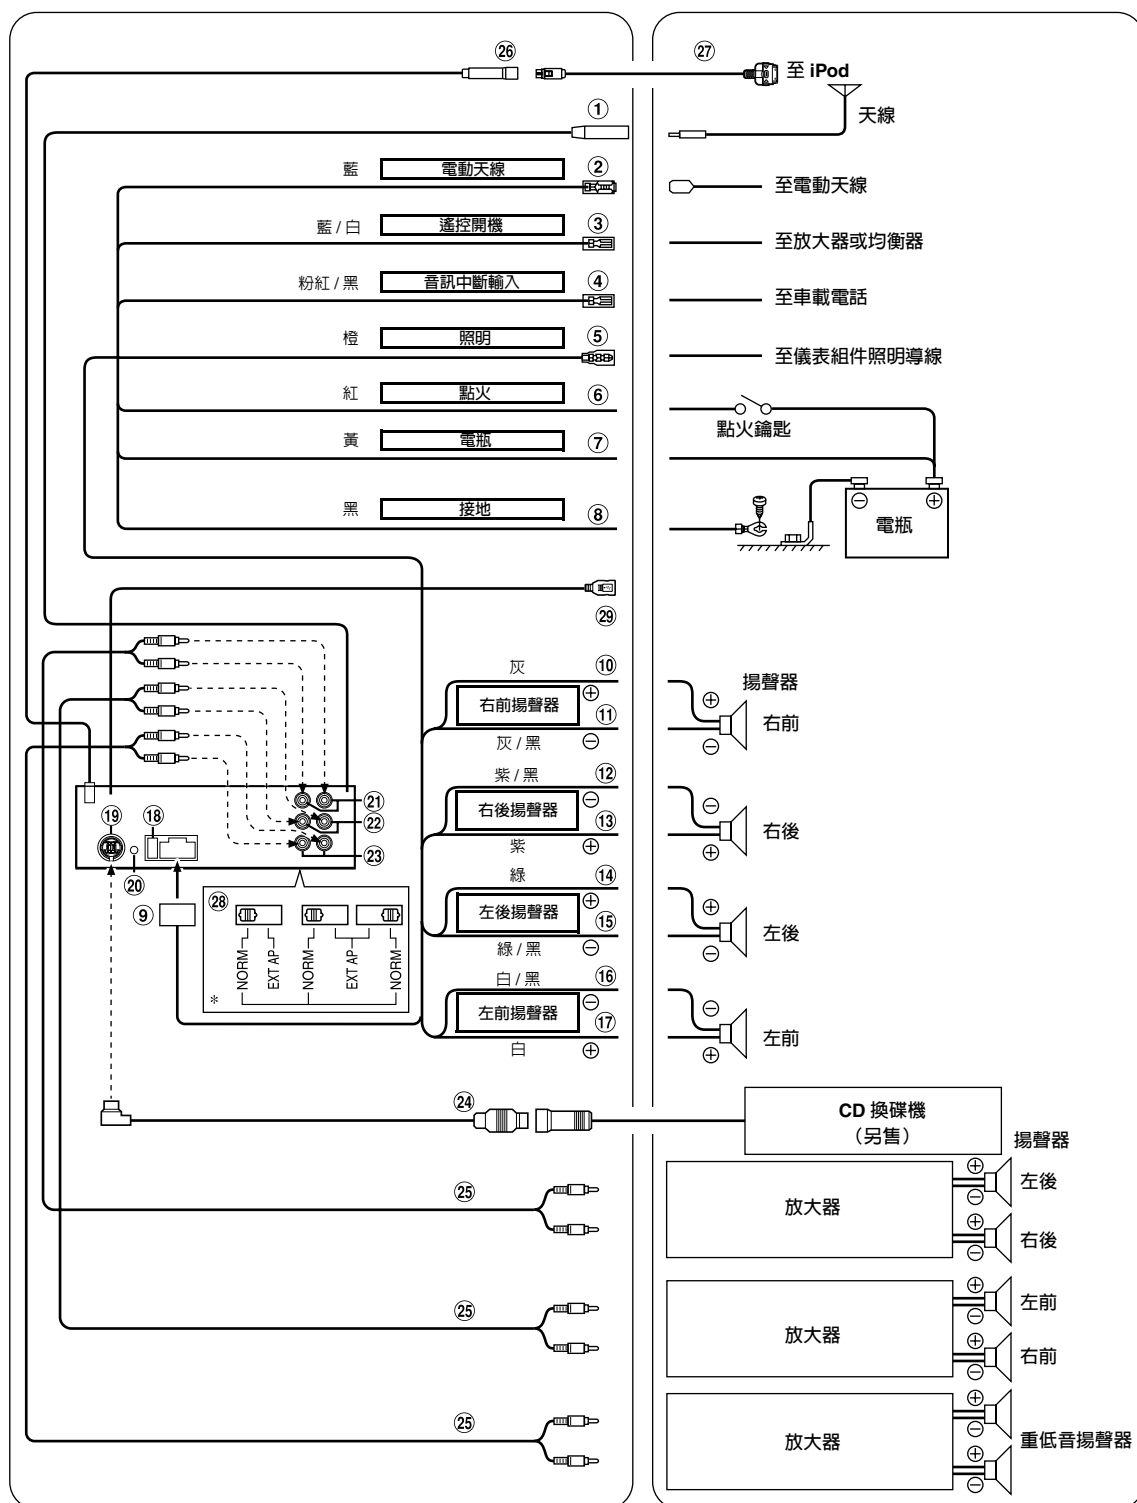 ㉖ ㉗
至 iPod
①
天線
藍 電動天線 ②
至電動天線
藍 / 白 遙控開機 ③
至放大器或均衡器
粉紅 / 黑 音訊中斷輸入 ④
至車載電話
橙 照明 ⑤
至儀表組件照明導線
紅 點火 ⑥
點火鑰匙
黃 電瓶 ⑦
⊖ ⊕
電瓶
黑 接地 ⑧
㉙
灰 ⑩
揚聲器
右前揚聲器 ⊕ ⑪
⊕ 右前 ⊖
灰 / 黑 ⊖
紫 / 黑 ⑫
右後揚聲器 ⊖ ⑬
⊖ 右後 ⊕
紫 ⊕
綠 ⑭
左後揚聲器 ⊕ ⑮
⊕ 左後 ⊖
綠 / 黑 ⊖
白 / 黑 ⑯
左前揚聲器 ⊖ ⑰
⊖ 左前 ⊕
白 ⊕
㉑
㉒
㉓
⑲ ⑱
⑳
⑨
㉘
NORM
EXT AP
NORM
EXT AP
NORM
*
㉔
CD 換碟機
（另售）
揚聲器
㉕
放大器
⊕ 左後 ⊖
⊕ 右後 ⊖
㉕
放大器
⊕ 左前 ⊖
⊕ 右前 ⊖
㉕
放大器
⊕ ⊖
重低音揚聲器
⊕ ⊖